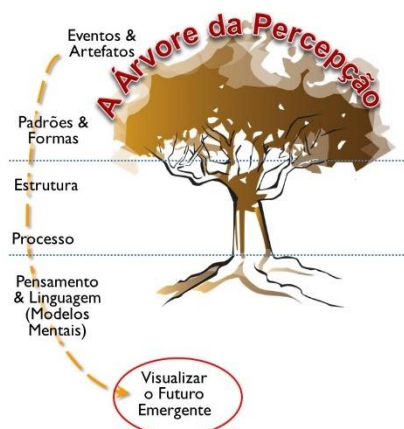 A Árvore da Percepção
Eventos &
Artefatos
Padrões &
Formas
Estrutura
Processo
Pensamento
& Linguagem
(Modelos
Mentais)
Visualizar
o Futuro
Emergente